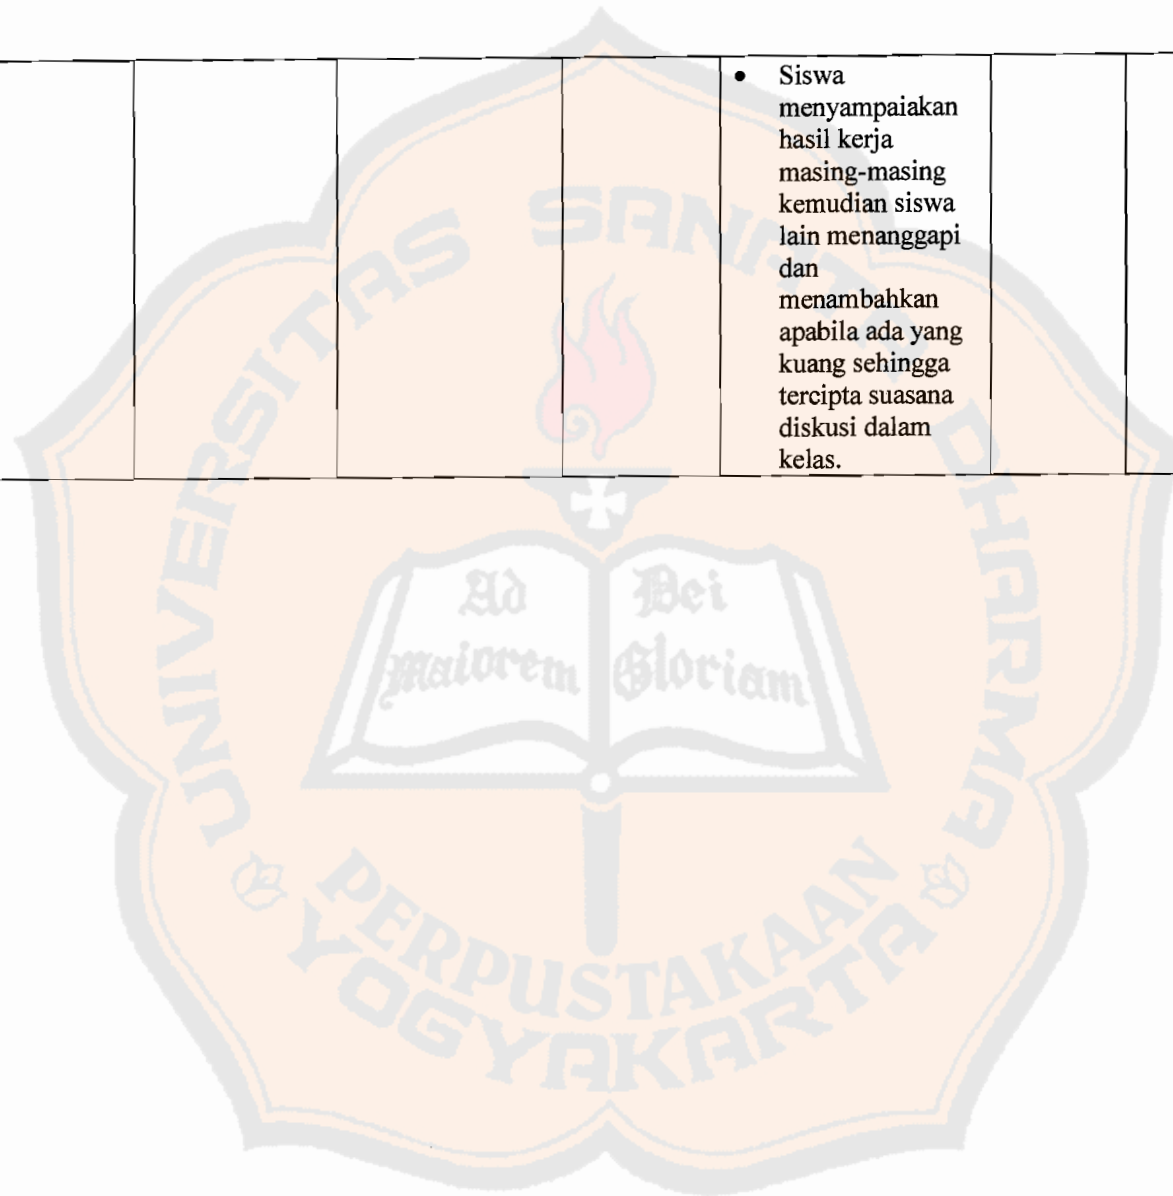 • Siswa
menyampaiakan
hasil kerja
masing-masing
kemudian siswa
lain menanggapi
dan
menambahkan
apabila ada yang
kuang sehingga
tercipta suasana
diskusi dalam
kelas.
UNIVERSITAS SANATA DHARMA
Ad Dei
Maiorem Gloriam
PERPUSTAKAAN
YOGYAKARTA